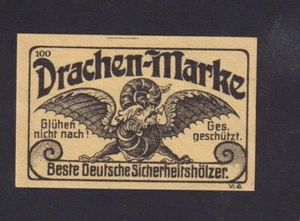 100
Drachen-Marke
Glühen nicht nach!
Ges. geschützt.
Beste Deutsche Sicherheitshölzer.